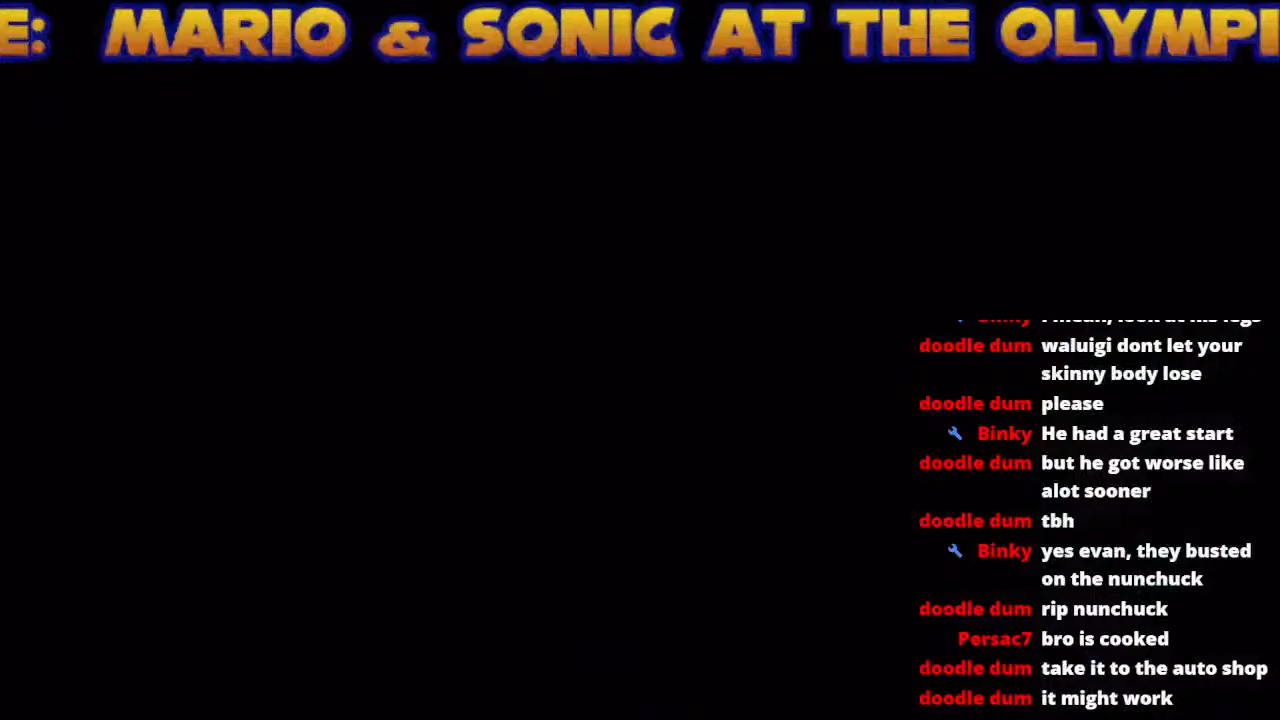 E: MARIO & SONIC AT THE OLYMPI
doodle dum waluigi dont let your
skinny body lose
doodle dum please
Binky He had a great start
doodle dum but he got worse like
alot sooner
doodle dum tbh
Binky yes evan, they busted
on the nunchuck
doodle dum rip nunchuck
Persac7 bro is cooked
doodle dum take it to the auto shop
doodle dum it might work